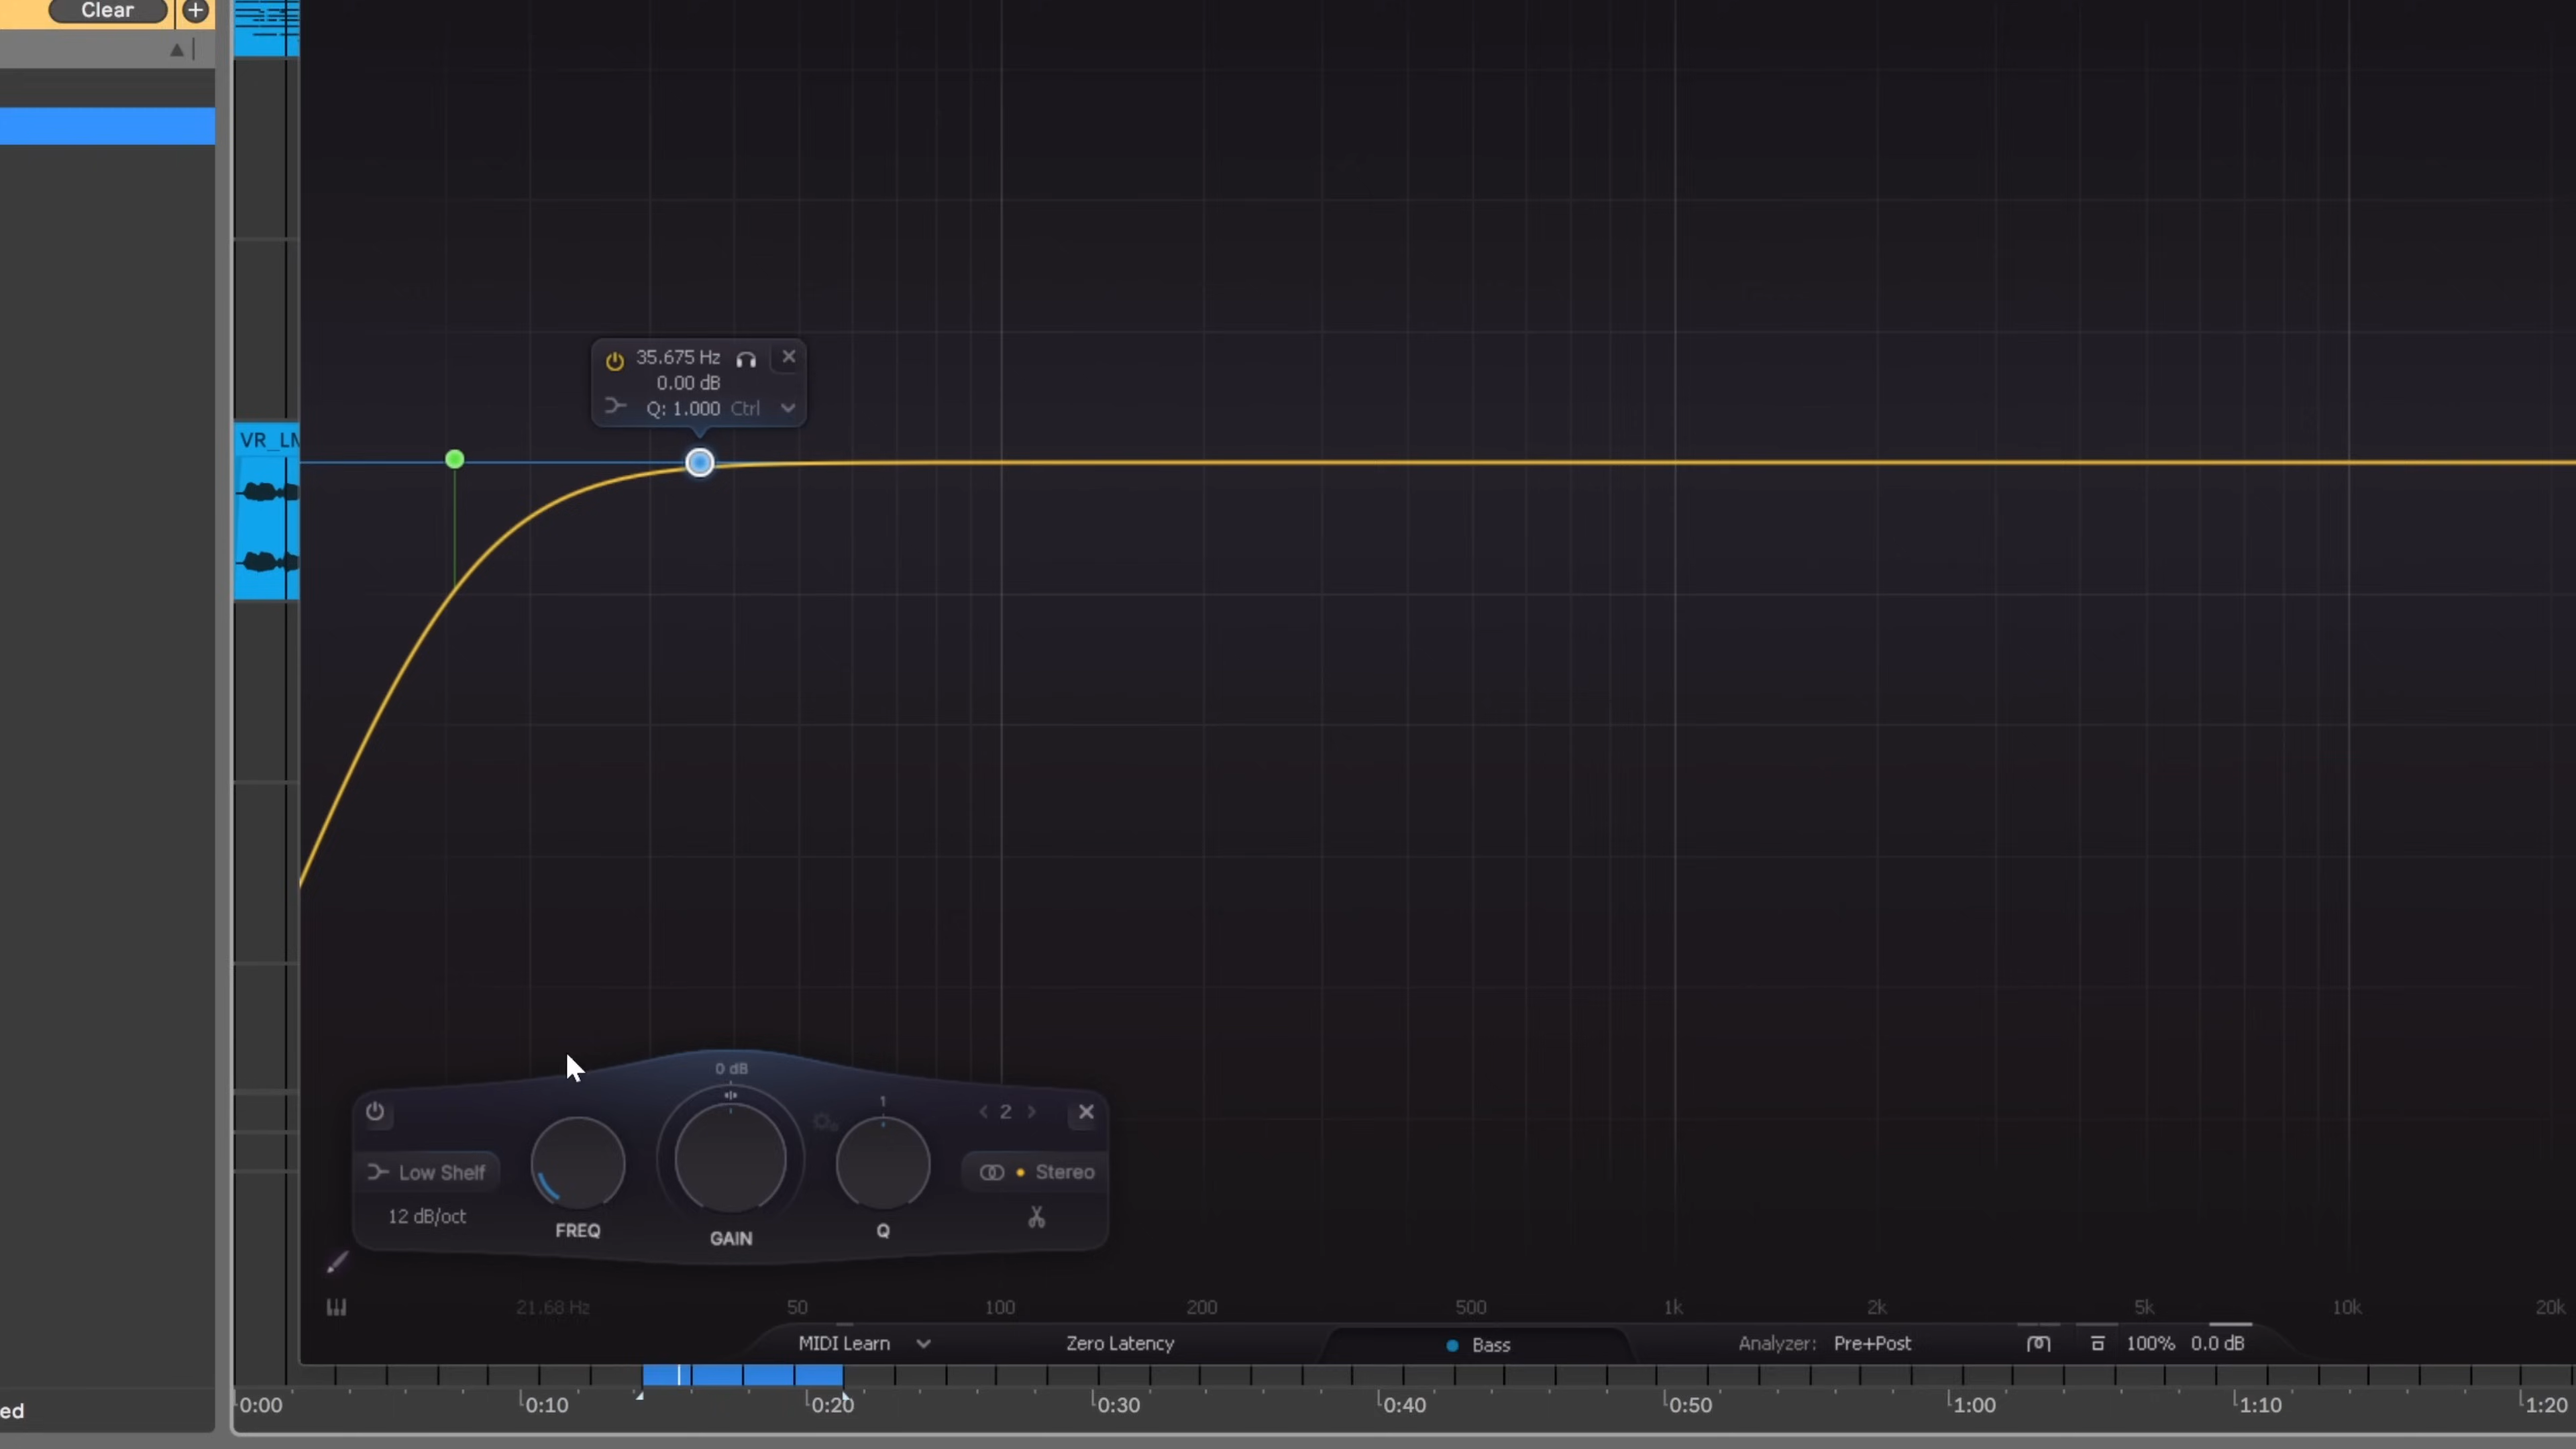 Clear
VR_LM
35.675 Hz
0.00 dB
Q: 1.000 Ctrl
0 dB
1
2
Low Shelf
Stereo
12 dB/oct
FREQ
GAIN
Q
21.68 Hz 50 100 200 500 1k 2k 5k 10k 20k
MIDI Learn Zero Latency Bass Analyzer: Pre+Post 100% 0.0 dB
0:00 0:10 0:20 0:30 0:40 0:50 1:00 1:10 1:20
ed